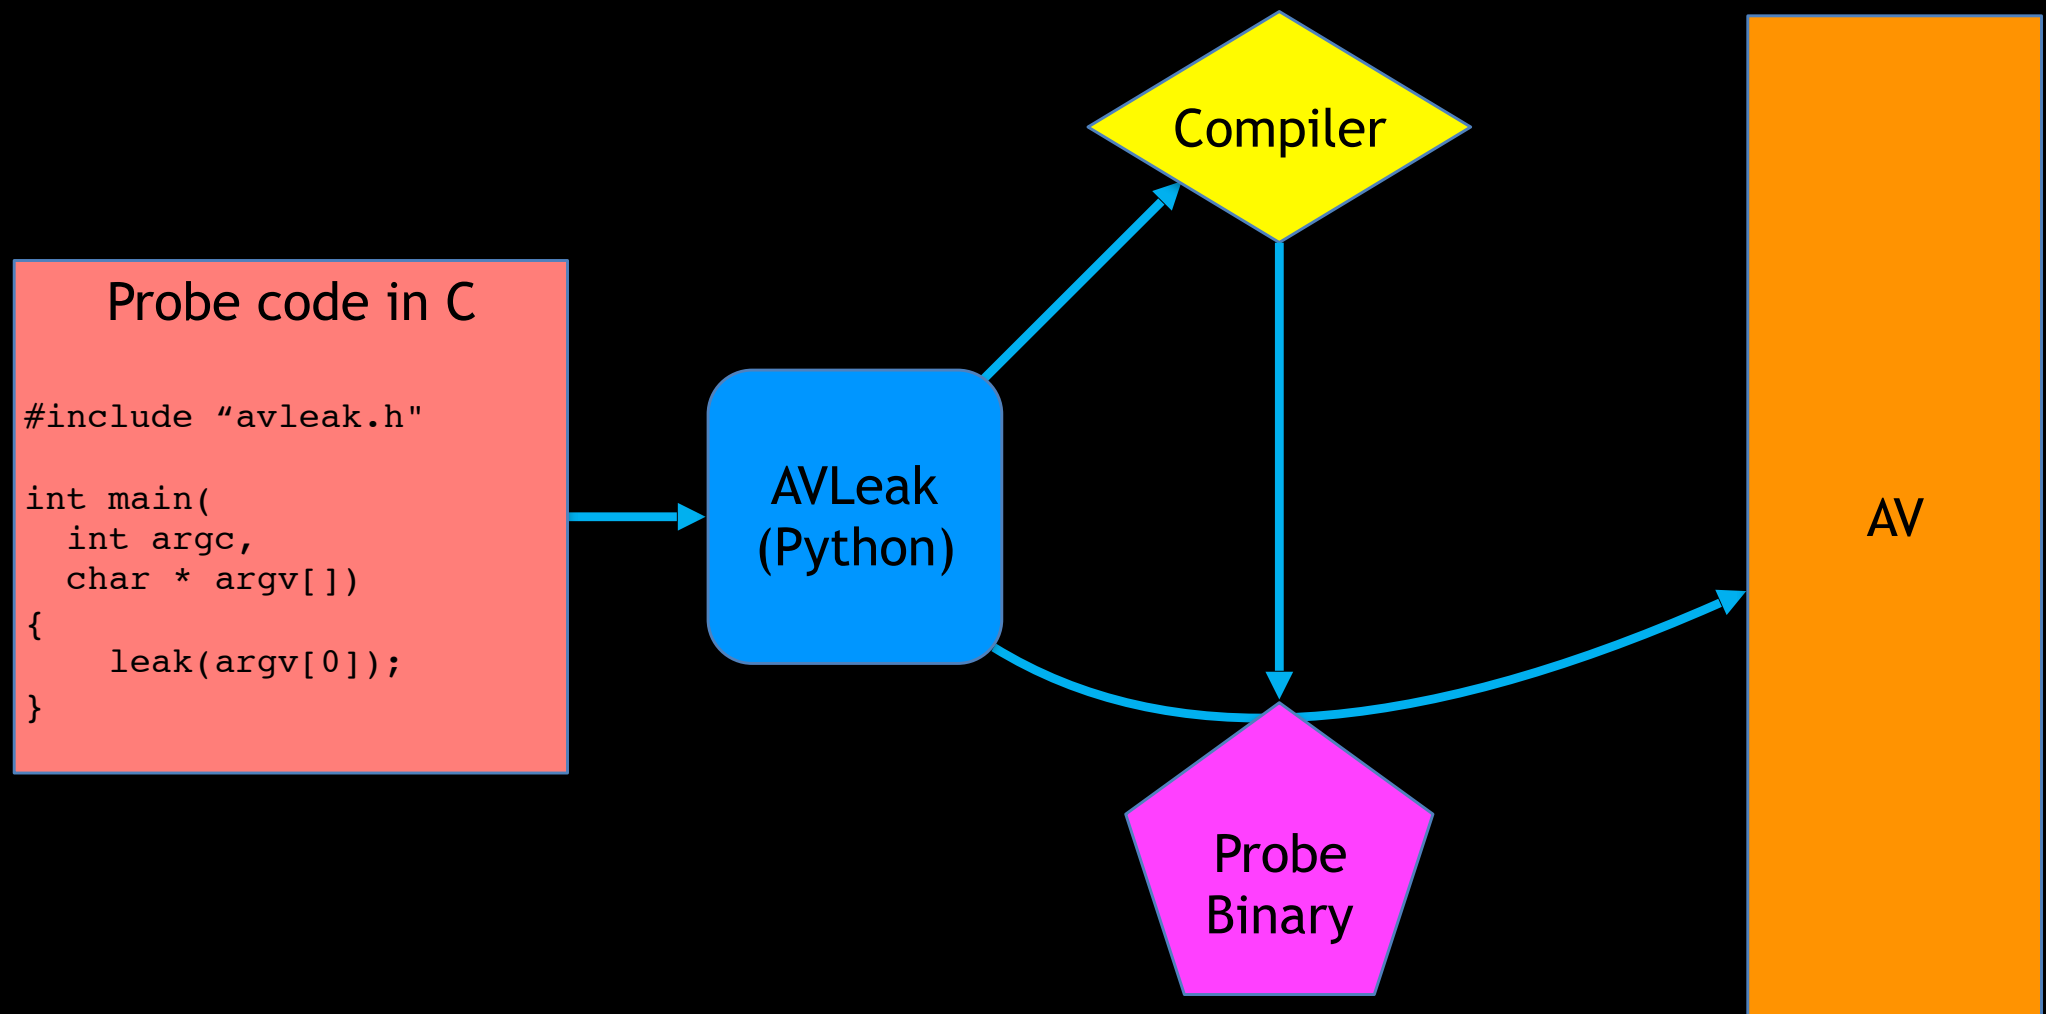 Probe code in C
#include “avleak.h"
int main(
  int argc,
  char * argv[])
{
    leak(argv[0]);
}
AVLeak
(Python)
Compiler
Probe
Binary
AV